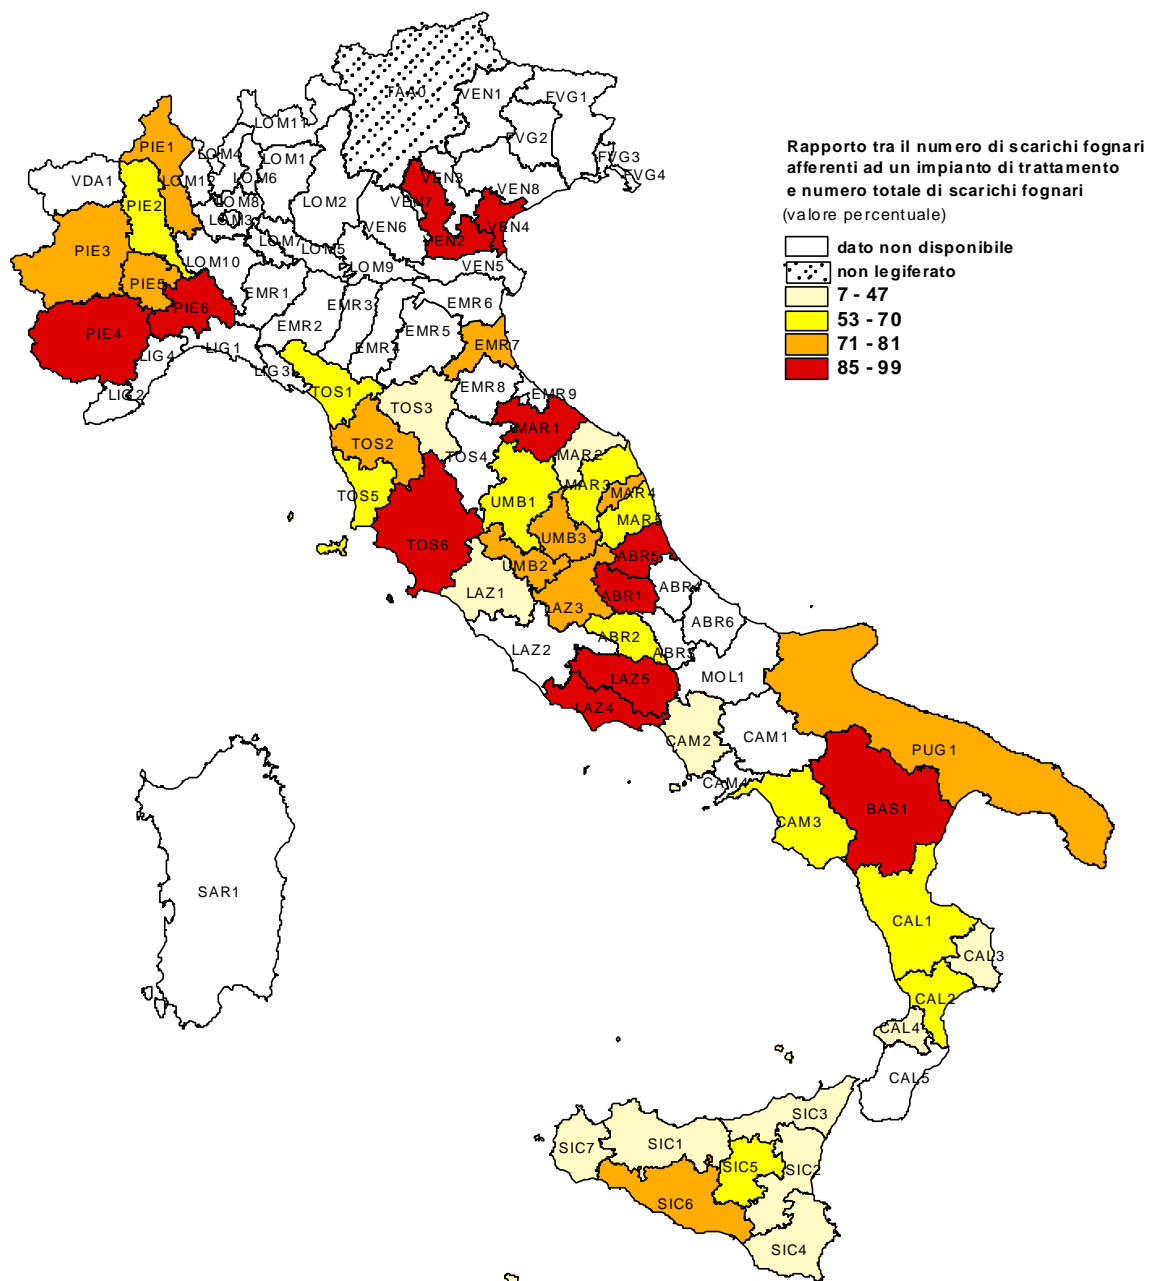 Rapporto tra il numero di scarichi fognari
afferenti ad un impianto di trattamento
e numero totale di scarichi fognari
(valore percentuale)
dato non disponibile
non legiferato
7 - 47
53 - 70
71 - 81
85 - 99
TAA0
VEN1
FVG1
LOM11
FVG2
PIE1
LOM4
LOM1
FVG3
VDA1
LOM6
VEN3
FVG4
VEN8
PIE2
LOM8
LOM2
VEN7
LOM3
VEN6
VEN4
PIE3
LOM7
LOM5
VEN2
LOM10
LOM9
VEN5
PIE5
EMR1
PIE6
EMR3
EMR6
EMR2
EMR5
PIE4
LIG4
LIG1
EMR4
EMR7
LIG3
LIG2
TOS1
EMR8
EMR9
TOS3
MAR1
TOS2
TOS4
MAR2
TOS5
MAR3
MAR4
UMB1
MAR5
TOS6
UMB3
ABR5
UMB2
LAZ1
LAZ3
ABR1
ABR4
ABR2
ABR6
LAZ2
ABR3
LAZ5
MOL1
LAZ4
CAM2
CAM1
PUG1
CAM4
CAM3
BAS1
SAR1
CAL1
CAL3
CAL2
CAL4
CAL5
SIC3
SIC7
SIC1
SIC5
SIC2
SIC6
SIC4